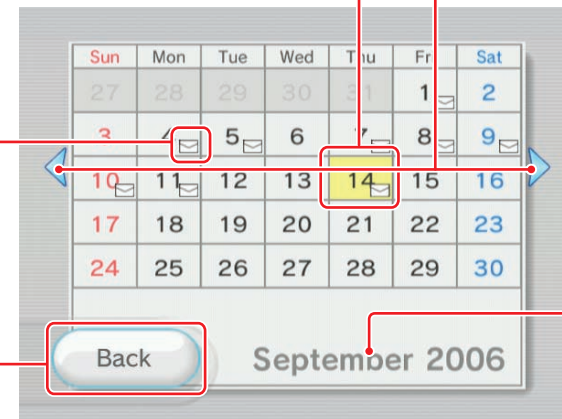 Sun Mon Tue Wed Thu Fri Sat
27 28 29 30 31 1 2
3 4 5 6 7 8 9
10 11 12 13 14 15 16
17 18 19 20 21 22 23
24 25 26 27 28 29 30
Back September 2006